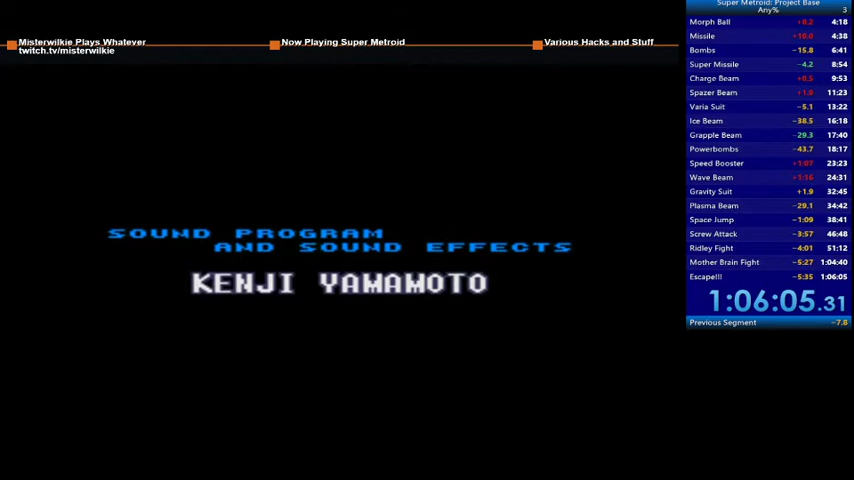 Misterwilkie Plays Whatever
twitch.tv/misterwilkie
Now Playing Super Metroid
Various Hacks and Stuff
SOUND PROGRAM
AND SOUND EFFECTS
KENJI YAMAMOTO
Super Metroid: Project Base
Any% 3
Morph Ball +0.2 4:18
Missile +10.0 4:38
Bombs −15.8 6:41
Super Missile −4.2 8:54
Charge Beam +0.5 9:53
Spazer Beam +1.9 11:23
Varia Suit −5.1 13:22
Ice Beam −38.5 16:18
Grapple Beam −29.3 17:40
Powerbombs −43.7 18:17
Speed Booster +1:07 23:23
Wave Beam +1:16 24:31
Gravity Suit +1.9 32:45
Plasma Beam −29.1 34:42
Space Jump −1:09 38:41
Screw Attack −3:57 46:48
Ridley Fight −4:01 51:12
Mother Brain Fight −5:27 1:04:40
Escape!!! −5:35 1:06:05
1:06:05.31
Previous Segment −7.8